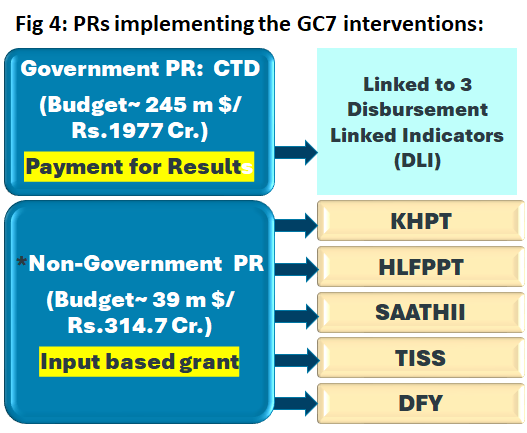 Fig 4: PRs implementing the GC7 interventions:
Government PR: CTD
(Budget~ 245 m $/
Rs.1977 Cr.)
Payment for Results
Linked to 3
Disbursement
Linked Indicators
(DLI)
*Non-Government PR
(Budget~ 39 m $/
Rs.314.7 Cr.)
Input based grant
KHPT
HLFPPT
SAATHII
TISS
DFY